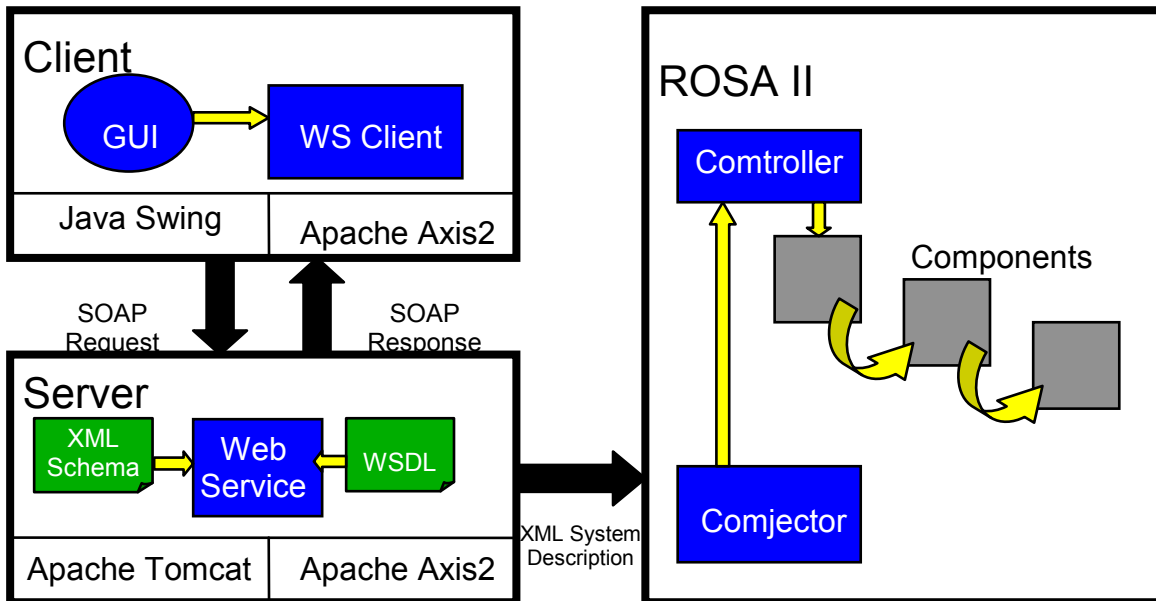 Client
GUI
WS Client
Java Swing
Apache Axis2
SOAP
Request
SOAP
Response
Server
XML
Schema
Web
Service
WSDL
Apache Tomcat
Apache Axis2
XML System
Description
ROSA II
Comtroller
Components
Comjector